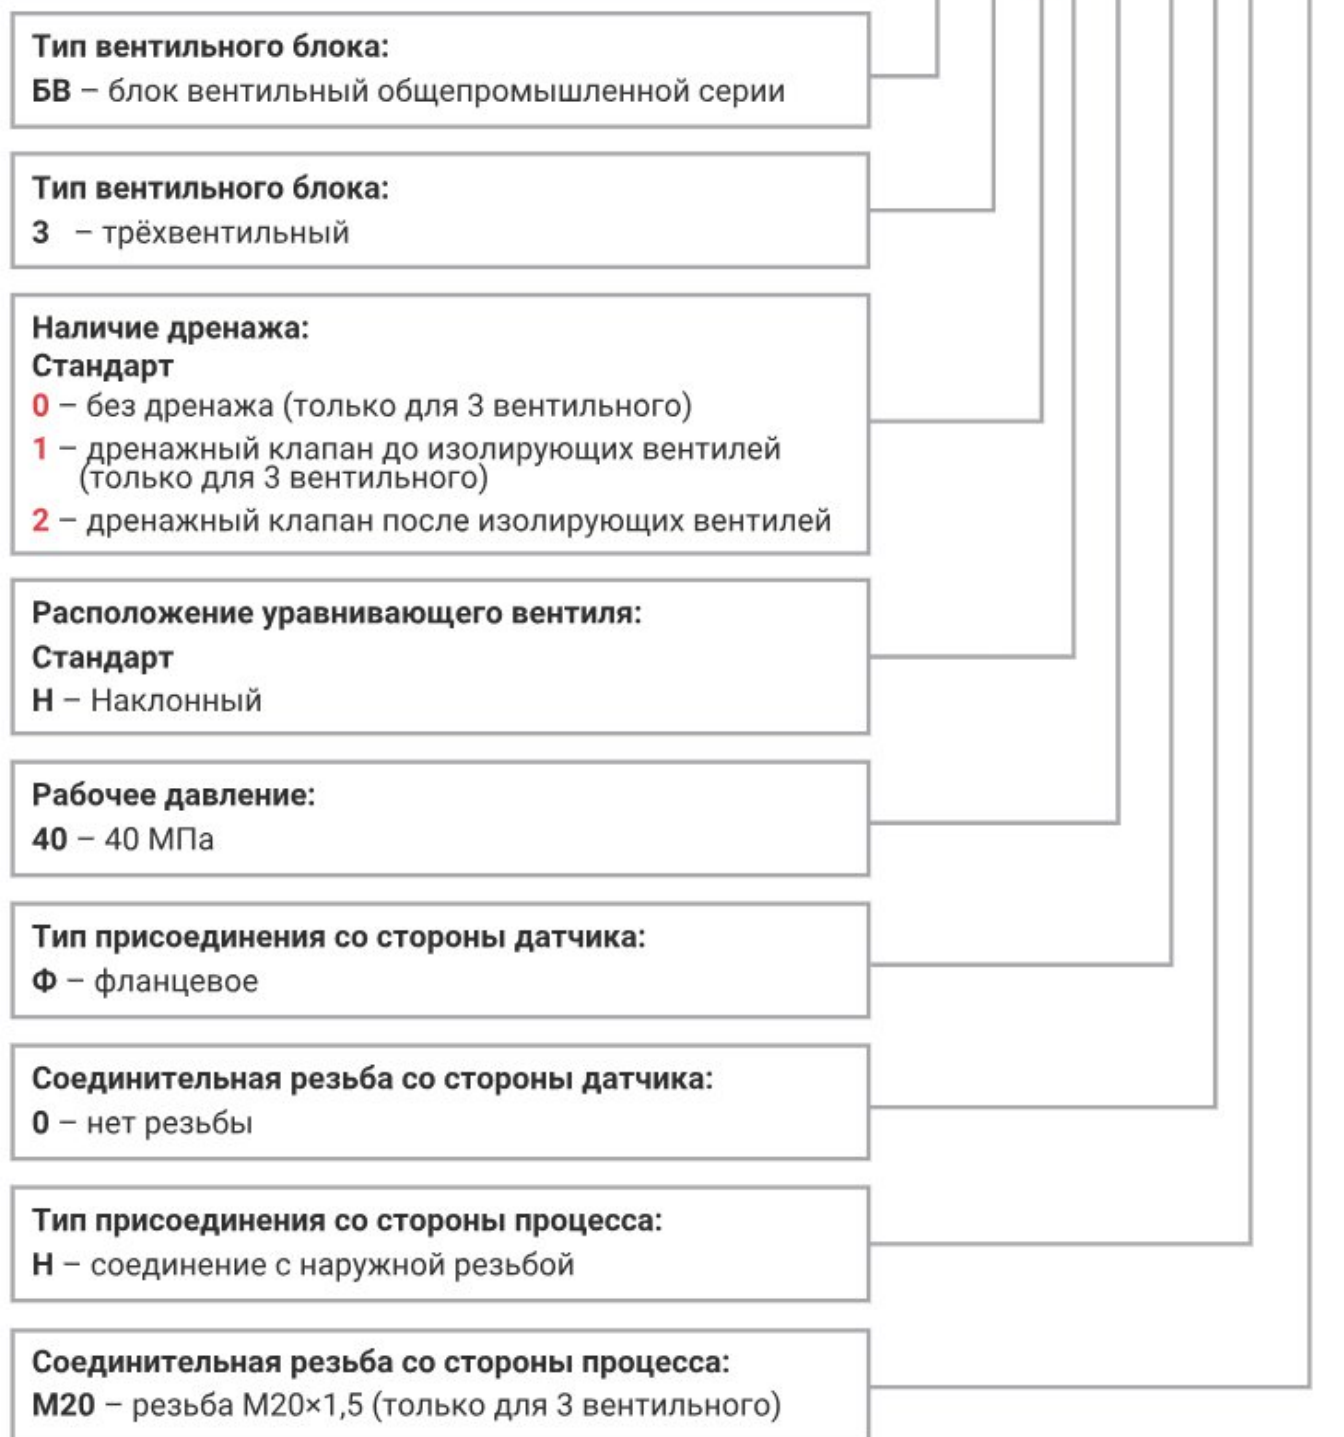 Тип вентильного блока:
БВ – блок вентильный общепромышленной серии
Тип вентильного блока:
3 – трёхвентильный
Наличие дренажа:
Стандарт
0 – без дренажа (только для 3 вентильного)
1 – дренажный клапан до изолирующих вентилей
(только для 3 вентильного)
2 – дренажный клапан после изолирующих вентилей
Расположение уравнивающего вентиля:
Стандарт
Н – Наклонный
Рабочее давление:
40 – 40 МПа
Тип присоединения со стороны датчика:
Ф – фланцевое
Соединительная резьба со стороны датчика:
0 – нет резьбы
Тип присоединения со стороны процесса:
Н – соединение с наружной резьбой
Соединительная резьба со стороны процесса:
М20 – резьба М20×1,5 (только для 3 вентильного)